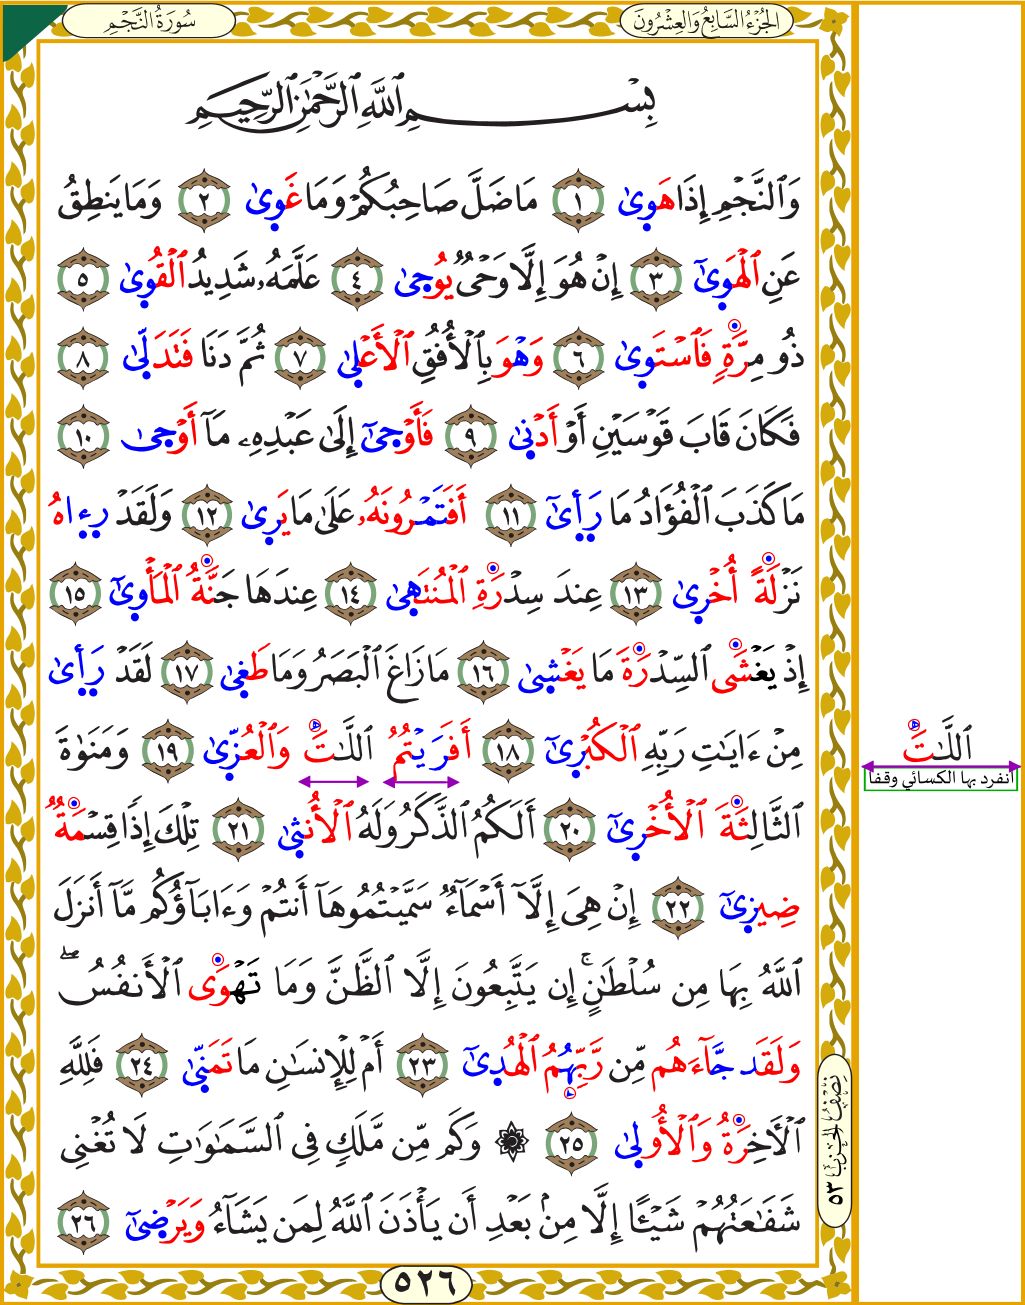 سُورَةُ النَّجْمِ
الجُزْءُ السَّابِعُ وَالعِشْرُونَ
بِسْمِ ٱللَّهِ ٱلرَّحْمَٰنِ ٱلرَّحِيمِ
وَٱلنَّجْمِ إِذَا هَوِىٰ ١ مَا ضَلَّ صَاحِبُكُمْ وَمَا غَوِىٰ ٢ وَمَا يَنطِقُ
عَنِ ٱلْهَوِىٰٓ ٣ إِنْ هُوَ إِلَّا وَحْىٌ يُوحِىٰ ٤ عَلَّمَهُۥ شَدِيدُ ٱلْقُوِىٰ ٥
ذُو مِرَّةٍ فَٱسْتَوِىٰ ٦ وَهْوَ بِٱلْأُفُقِ ٱلْأَعْلِىٰ ٧ ثُمَّ دَنَا فَتَدَلِّىٰ ٨
فَكَانَ قَابَ قَوْسَيْنِ أَوْ أَدْنِىٰ ٩ فَأَوْحِىٰٓ إِلَىٰ عَبْدِهِۦ مَآ أَوْحِىٰ ١٠
مَا كَذَبَ ٱلْفُؤَادُ مَا رَأِىٰٓ ١١ أَفَتَمْرُونَهُۥ عَلَىٰ مَا يَرِىٰ ١٢ وَلَقَدْ رِءِاهُ
نَزْلَةً أُخْرِىٰ ١٣ عِندَ سِدْرَةِ ٱلْمُنتَهِىٰ ١٤ عِندَهَا جَنَّةُ ٱلْمَأْوِىٰٓ ١٥
إِذْ يَغْشَى ٱلسِّدْرَةَ مَا يَغْشِىٰ ١٦ مَا زَاغَ ٱلْبَصَرُ وَمَا طَغِىٰ ١٧ لَقَدْ رَأِىٰ
مِنْ ءَايَٰتِ رَبِّهِ ٱلْكُبْرِىٰٓ ١٨ أَفَرَيْتُمُ ٱللَّٰتَ وَٱلْعُزِّىٰ ١٩ وَمَنَوٰةَ
ٱلثَّالِثَةَ ٱلْأُخْرِىٰٓ ٢٠ أَلَكُمُ ٱلذَّكَرُ وَلَهُ ٱلْأُنثِىٰ ٢١ تِلْكَ إِذًا قِسْمَةٌ
ضِيزِىٰٓ ٢٢ إِنْ هِىَ إِلَّآ أَسْمَآءٌ سَمَّيْتُمُوهَآ أَنتُمْ وَءَابَآؤُكُم مَّآ أَنزَلَ
ٱللَّهُ بِهَا مِن سُلْطَٰنٍۚ إِن يَتَّبِعُونَ إِلَّا ٱلظَّنَّ وَمَا تَهْوَى ٱلْأَنفُسُۖ
وَلَقَد جَّآءَهُم مِّن رَّبِّهُمُ ٱلْهُدِىٰٓ ٢٣ أَمْ لِلْإِنسَٰنِ مَا تَمَنِّىٰ ٢٤ فَلِلَّهِ
ٱلْأَخِرَةُ وَٱلْأُولِىٰ ٢٥ ۞ وَكَم مِّن مَّلَكٍ فِى ٱلسَّمَٰوَٰتِ لَا تُغْنِى
شَفَٰعَتُهُمْ شَيْـًٔا إِلَّا مِنۢ بَعْدِ أَن يَأْذَنَ ٱللَّهُ لِمَن يَشَآءُ وَيَرْضِىٰٓ ٢٦
ٱللَّٰتَ
انفرد بها الكسائي وقفا
نِصْفُ الحِزْبِ ٥٣
٥٢٦